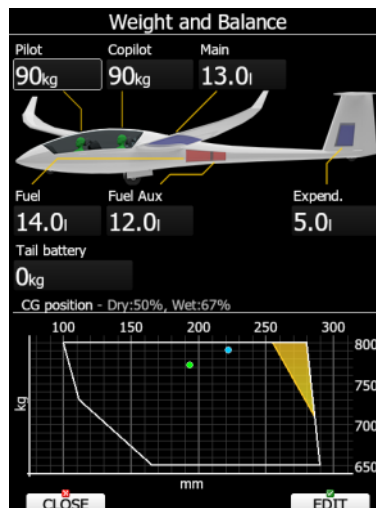 Weight and Balance
Pilot Copilot Main
90kg 90kg 13.0l
Fuel Fuel Aux Expend.
14.0l 12.0l 5.0l
Tail battery
0kg
CG position - Dry:50%, Wet:67%
100 150 200 250 300
800
750
kg
700
650
mm
CLOSE EDIT